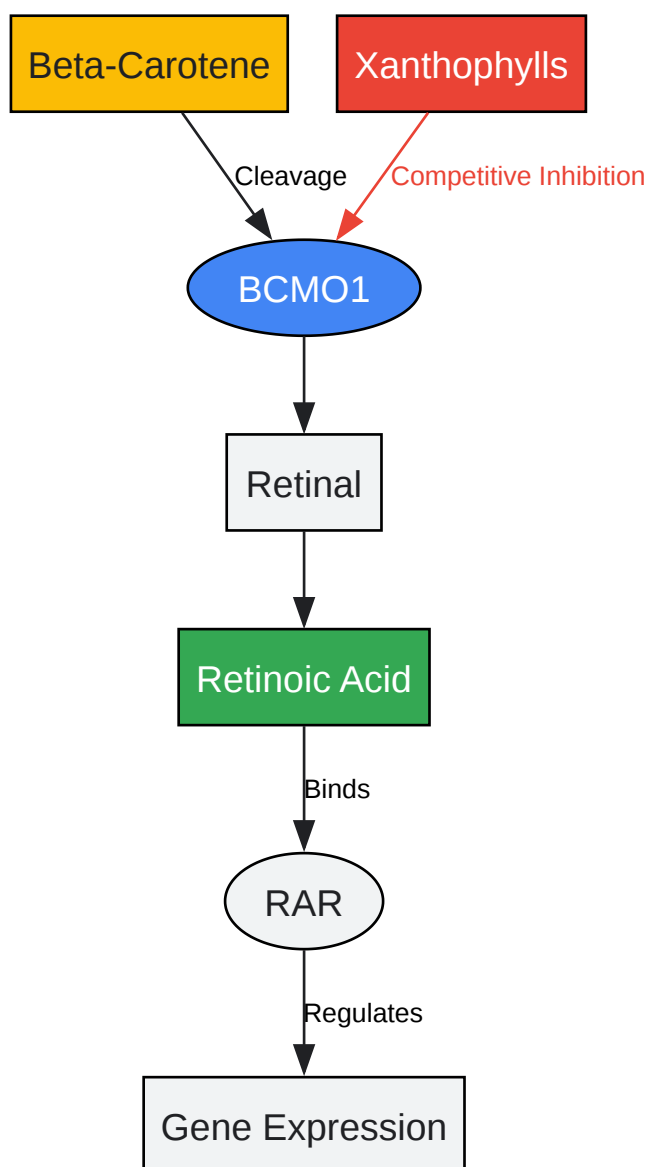 Beta-Carotene
Xanthophylls
Cleavage
Competitive Inhibition
BCMO1
Retinal
Retinoic Acid
Binds
RAR
Regulates
Gene Expression